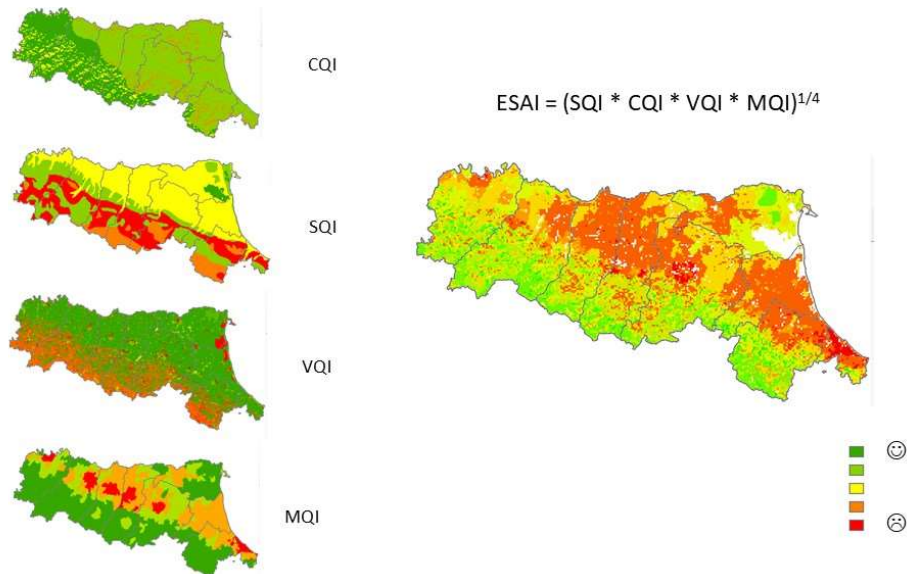 CQI
ESAI = (SQI * CQI * VQI * MQI)1/4
SQI
VQI
MQI